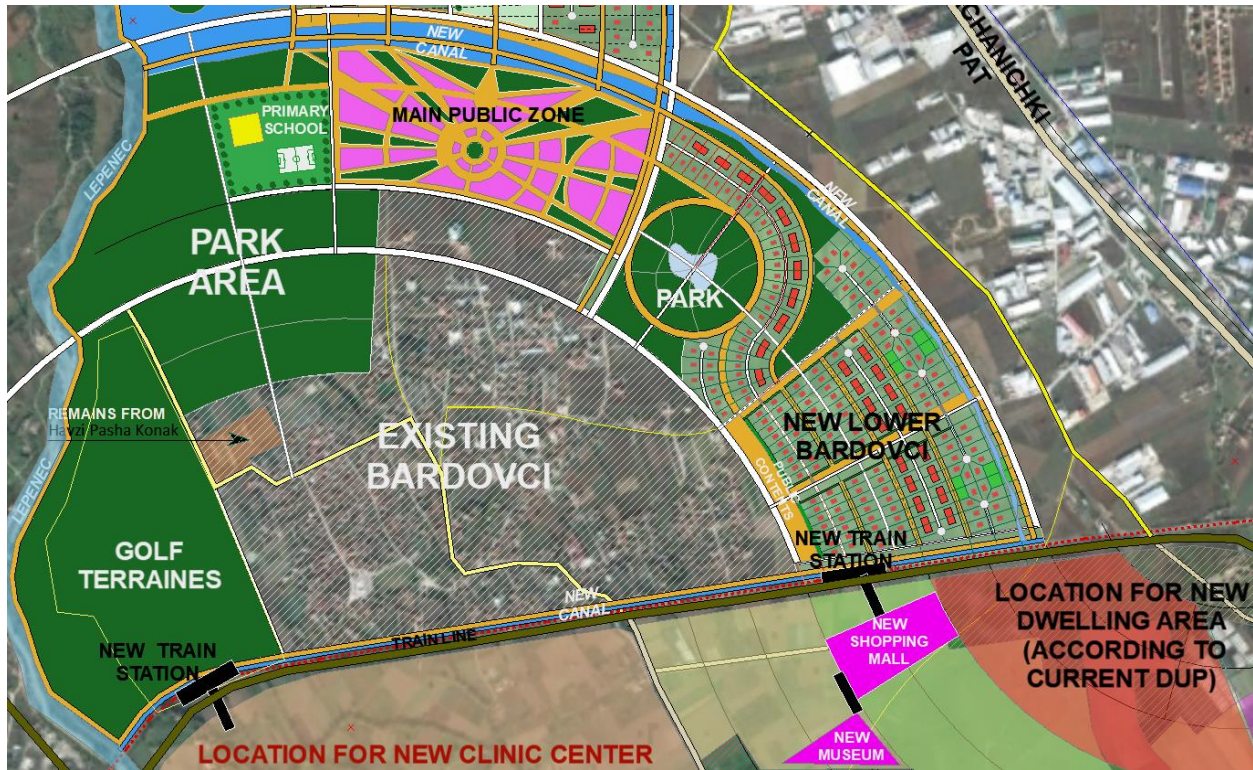 NEW
CANAL
CHANICHKI
PAT
PRIMARY
SCHOOL
MAIN PUBLIC ZONE
LEPENEC
NEW
CANAL
PARK
AREA
PARK
REMAINS FROM
Havzi Pasha Konak
EXISTING
BARDOVCI
NEW LOWER
BARDOVCI
PUBLIC
CONTENTS
LEPENEC
GOLF
TERRAINES
NEW TRAIN
STATION
NEW
CANAL
TRAIN LINE
NEW TRAIN
STATION
NEW
SHOPPING
MALL
LOCATION FOR NEW
DWELLING AREA
(ACCORDING TO
CURRENT DUP)
LOCATION FOR NEW CLINIC CENTER
NEW
MUSEUM